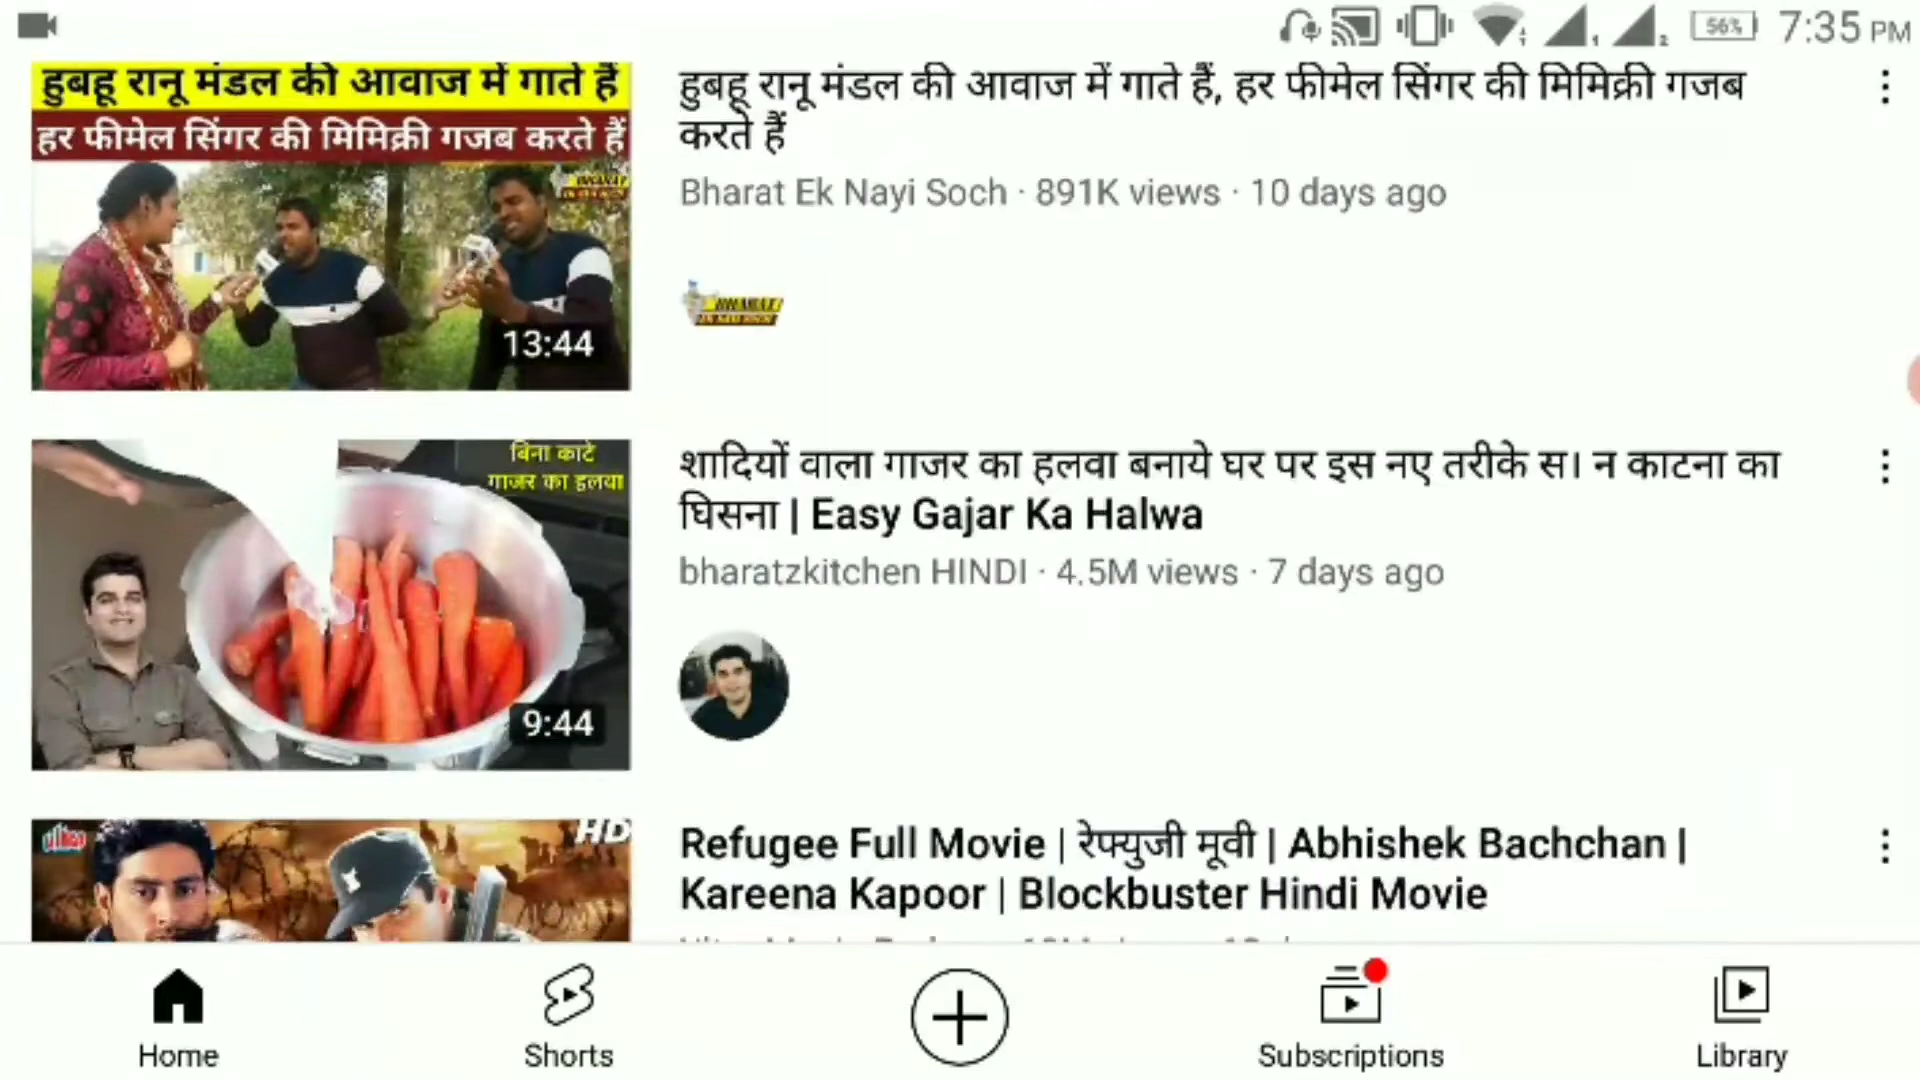 56%
7:35 PM
हुबहू रानू मंडल की आवाज में गाते हैं
हर फीमेल सिंगर की मिमिक्री गजब करते हैं
13:44
हुबहू रानू मंडल की आवाज में गाते हैं, हर फीमेल सिंगर की मिमिक्री गजब
करते हैं
Bharat Ek Nayi Soch · 891K views · 10 days ago
BHARAT
बिना काटे
गाजर का हलवा
9:44
शादियों वाला गाजर का हलवा बनाये घर पर इस नए तरीके स। न काटना का
घिसना | Easy Gajar Ka Halwa
bharatzkitchen HINDI · 4.5M views · 7 days ago
HD
Refugee Full Movie | रेफ्युजी मूवी | Abhishek Bachchan |
Kareena Kapoor | Blockbuster Hindi Movie
Home
Shorts
Subscriptions
Library